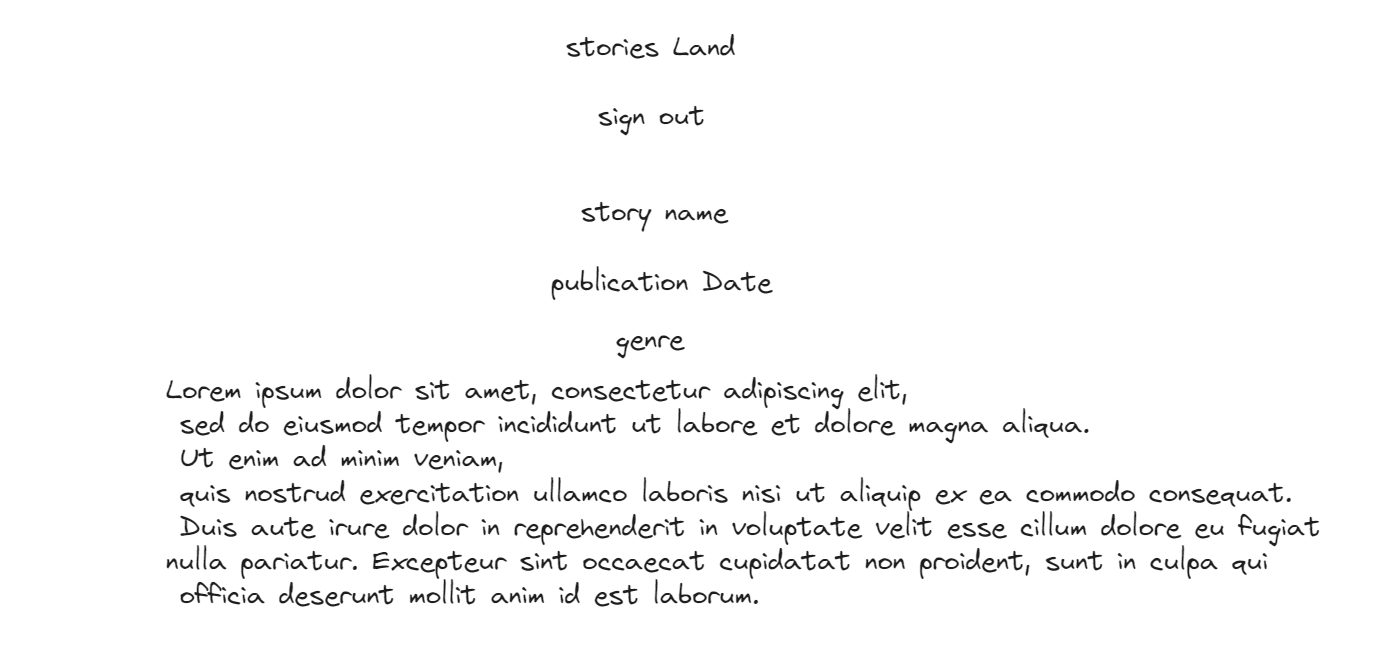 stories Land
sign out
story name
publication Date
genre
Lorem ipsum dolor sit amet, consectetur adipiscing elit,
sed do eiusmod tempor incididunt ut labore et dolore magna aliqua.
Ut enim ad minim veniam,
quis nostrud exercitation ullamco laboris nisi ut aliquip ex ea commodo consequat.
Duis aute irure dolor in reprehenderit in voluptate velit esse cillum dolore eu fugiat
nulla pariatur. Excepteur sint occaecat cupidatat non proident, sunt in culpa qui
officia deserunt mollit anim id est laborum.